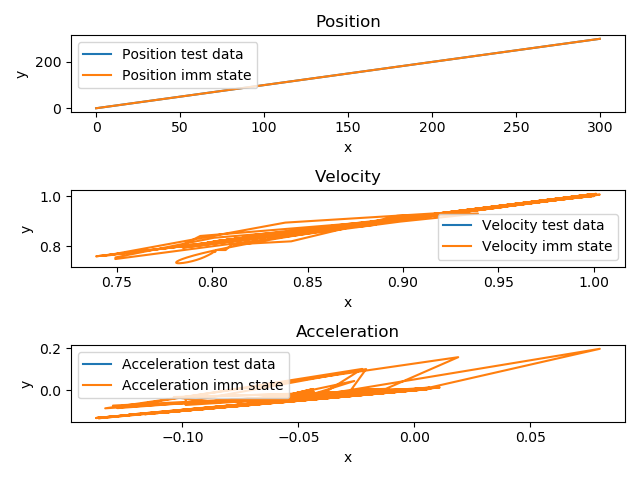 Position
y
200
0
Position test data
Position imm state
0 50 100 150 200 250 300
x
Velocity
y
1.0
0.8
Velocity test data
Velocity imm state
0.75 0.80 0.85 0.90 0.95 1.00
x
Acceleration
y
0.2
0.0
Acceleration test data
Acceleration imm state
−0.10 −0.05 0.00 0.05
x